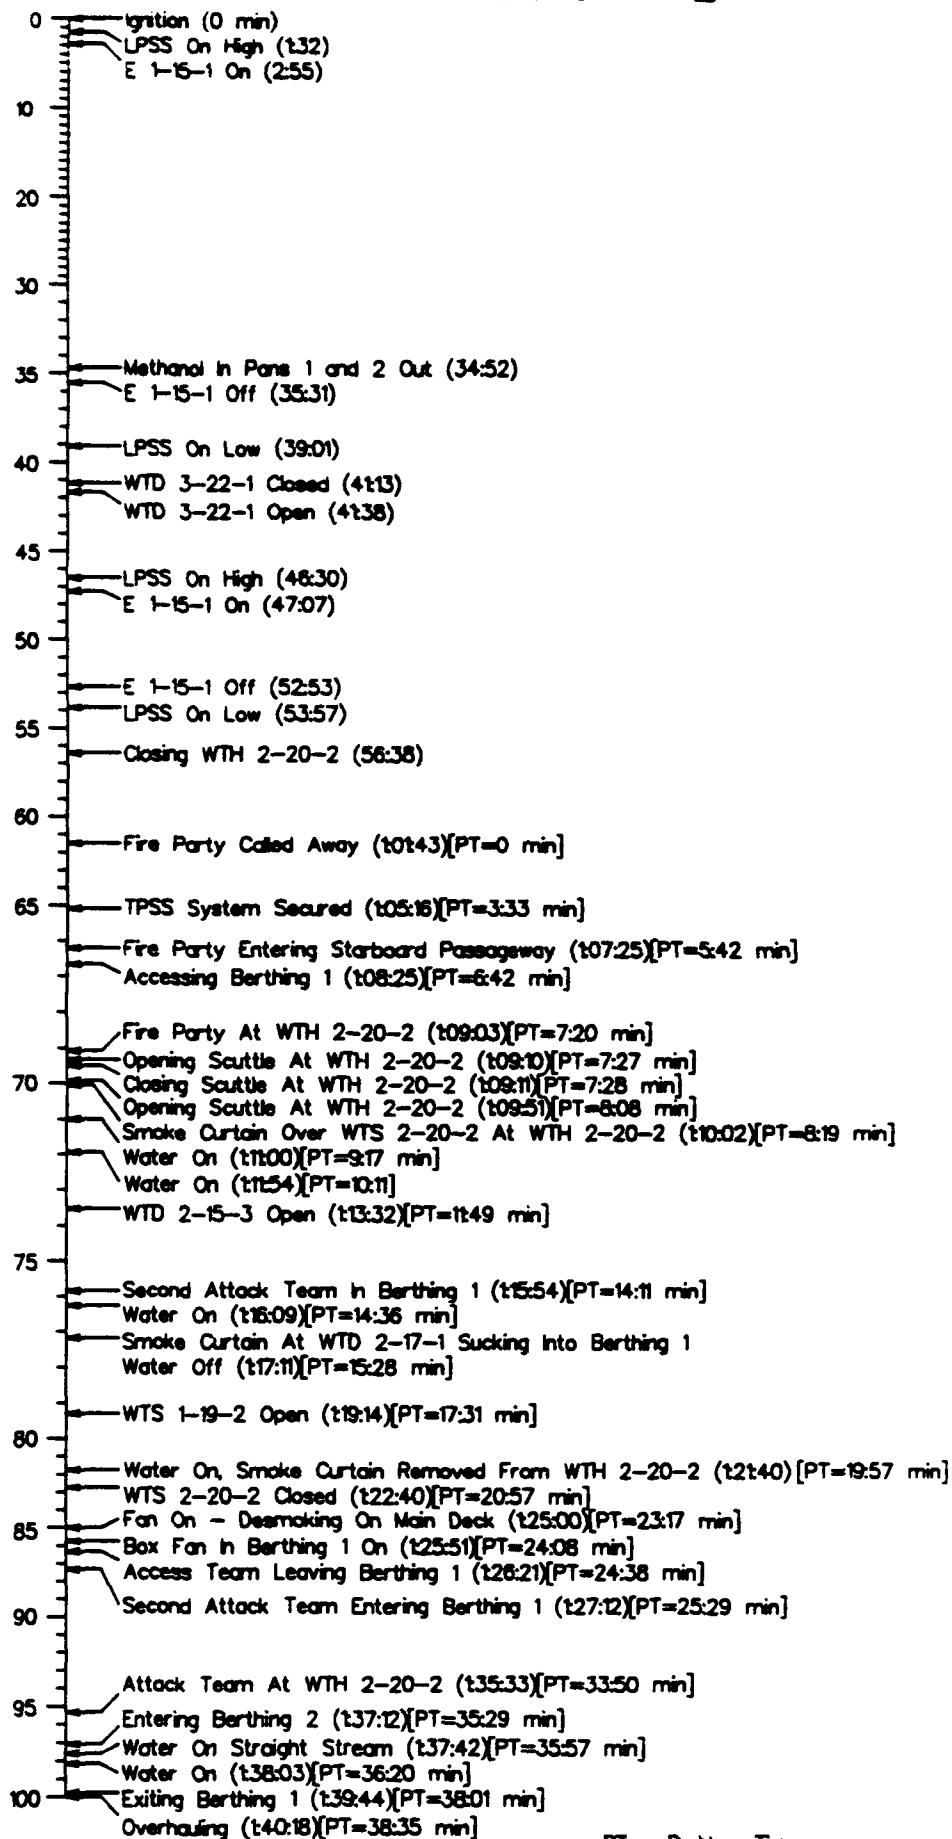 0
Ignition (0 min)
LPSS On High (1:32)
E 1-15-1 On (2:55)
10
20
30
Methanol In Pans 1 and 2 Out (34:52)
35
E 1-15-1 Off (35:31)
LPSS On Low (39:01)
40
WTD 3-22-1 Closed (41:13)
WTD 3-22-1 Open (41:38)
45
LPSS On High (46:30)
E 1-15-1 On (47:07)
50
E 1-15-1 Off (52:53)
LPSS On Low (53:57)
55
Closing WTH 2-20-2 (56:38)
60
Fire Party Called Away (1:01:43)[PT=0 min]
65
TPSS System Secured (1:05:16)[PT=3:33 min]
Fire Party Entering Starboard Passageway (1:07:25)[PT=5:42 min]
Accessing Berthing 1 (1:08:25)[PT=6:42 min]
Fire Party At WTH 2-20-2 (1:09:03)[PT=7:20 min]
Opening Scuttle At WTH 2-20-2 (1:09:10)[PT=7:27 min]
70
Closing Scuttle At WTH 2-20-2 (1:09:11)[PT=7:28 min]
Opening Scuttle At WTH 2-20-2 (1:09:51)[PT=8:08 min]
Smoke Curtain Over WTS 2-20-2 At WTH 2-20-2 (1:10:02)[PT=8:19 min]
Water On (1:11:00)[PT=9:17 min]
Water On (1:11:54)[PT=10:11]
WTD 2-15-3 Open (1:13:32)[PT=11:49 min]
75
Second Attack Team In Berthing 1 (1:15:54)[PT=14:11 min]
Water On (1:16:09)[PT=14:36 min]
Smoke Curtain At WTD 2-17-1 Sucking Into Berthing 1
Water Off (1:17:11)[PT=15:28 min]
WTS 1-19-2 Open (1:19:14)[PT=17:31 min]
80
Water On, Smoke Curtain Removed From WTH 2-20-2 (1:21:40) [PT=19:57 min]
WTS 2-20-2 Closed (1:22:40)[PT=20:57 min]
Fan On - Desmoking On Main Deck (1:25:00)[PT=23:17 min]
85
Box Fan In Berthing 1 On (1:25:51)[PT=24:08 min]
Access Team Leaving Berthing 1 (1:26:21)[PT=24:38 min]
Second Attack Team Entering Berthing 1 (1:27:12)[PT=25:29 min]
90
Attack Team At WTH 2-20-2 (1:35:33)[PT=33:50 min]
95
Entering Berthing 2 (1:37:12)[PT=35:29 min]
Water On Straight Stream (1:37:42)[PT=35:57 min]
Water On (1:38:03)[PT=36:20 min]
100
Exiting Berthing 1 (1:39:44)[PT=38:01 min]
Overhauling (1:40:18)[PT=38:35 min]